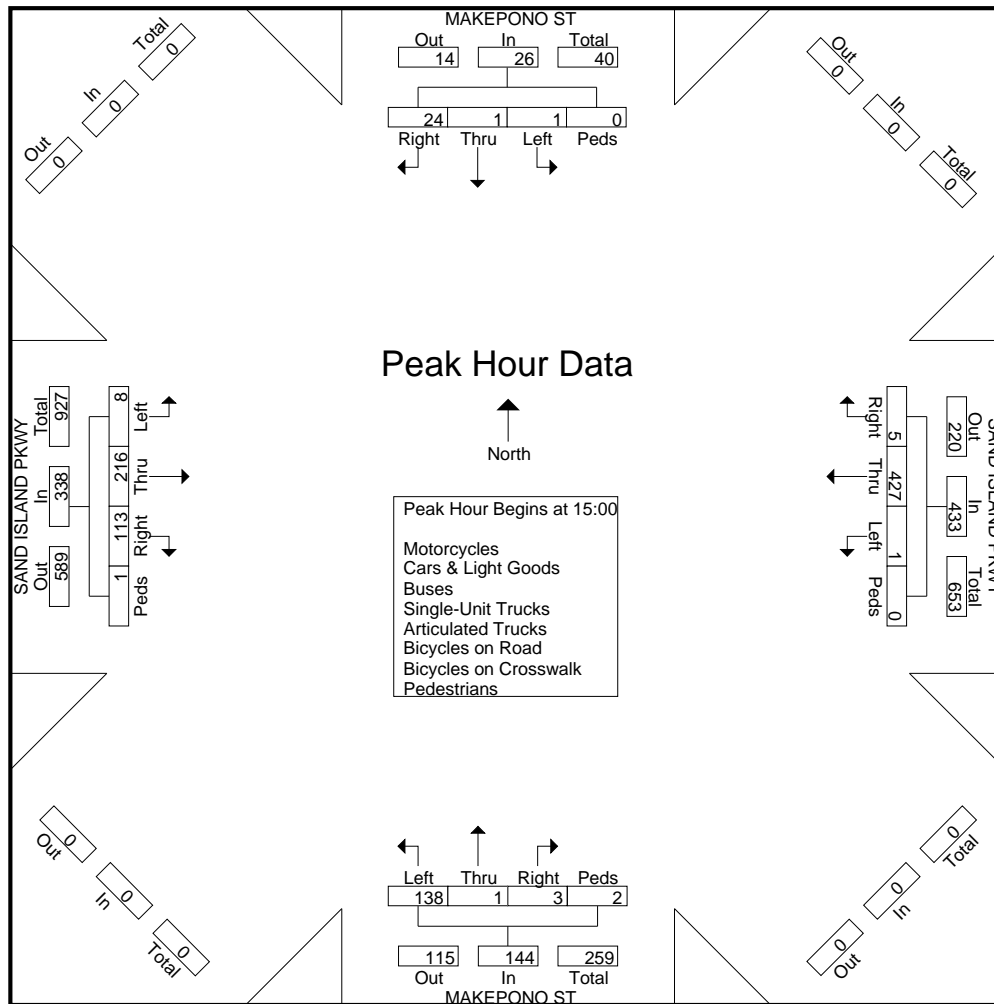 MAKEPONO ST
Out In Total
14 26 40
24 1 1 0
Right Thru Left Peds
Total
0
In
0
Out
0
Out
0
In
0
Total
0
Peak Hour Data
North
SAND ISLAND PKWY
Total In Out
927 338 589
8 216 113 1
Left Thru Right Peds
Peak Hour Begins at 15:00
Motorcycles
Cars & Light Goods
Buses
Single-Unit Trucks
Articulated Trucks
Bicycles on Road
Bicycles on Crosswalk
Pedestrians
Right Thru Left Peds
5 427 1 0
Out In Total
220 433 653
SAND ISLAND PKWY
0
Out
0
In
0
Total
0
Total
0
In
0
Out
Left Thru Right Peds
138 1 3 2
115 144 259
Out In Total
MAKEPONO ST